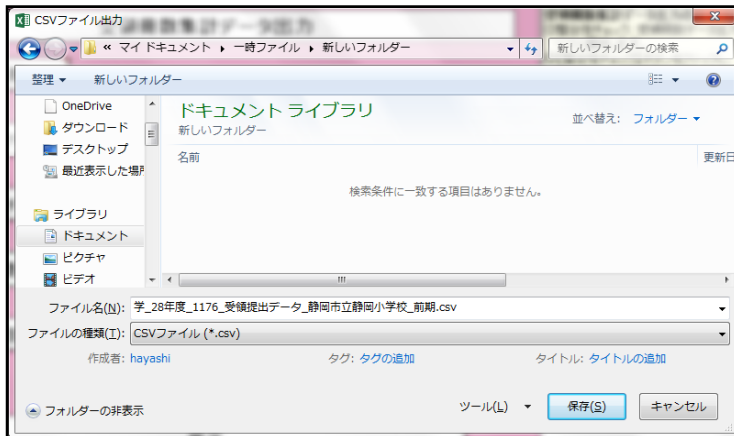 CSVファイル出力
« マイ ドキュメント ▸ 一時ファイル ▸ 新しいフォルダー
新しいフォルダーの検索
整理 ▼ 新しいフォルダー
OneDrive
ダウンロード
デスクトップ
最近表示した場所
ライブラリ
ドキュメント
ピクチャ
ビデオ
ドキュメント ライブラリ
新しいフォルダー
並べ替え: フォルダー ▼
名前
更新日
検索条件に一致する項目はありません。
ファイル名(N): 学_28年度_1176_受領提出データ_静岡市立静岡小学校_前期.csv
ファイルの種類(T): CSVファイル (*.csv)
作成者: hayashi タグ: タグの追加 タイトル: タイトルの追加
フォルダーの非表示 ツール(L) ▼ 保存(S) キャンセル